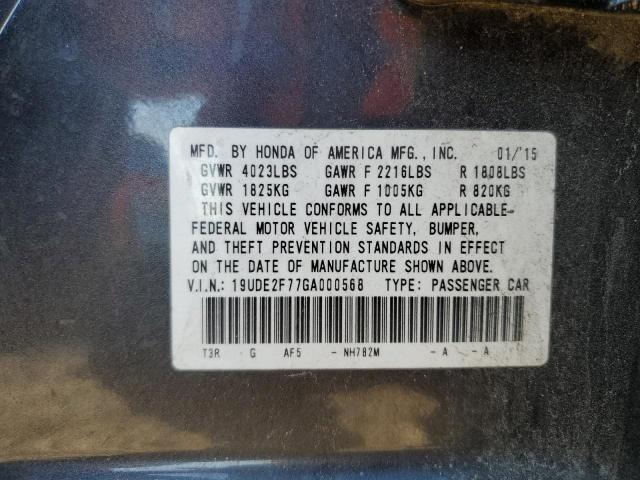 MFD. BY HONDA OF AMERICA MFG., INC. 01/'15
GVWR 4023LBS GAWR F 2216LBS R 1808LBS
GVWR 1825KG GAWR F 1005KG R 820KG
THIS VEHICLE CONFORMS TO ALL APPLICABLE
FEDERAL MOTOR VEHICLE SAFETY, BUMPER,
AND THEFT PREVENTION STANDARDS IN EFFECT
ON THE DATE OF MANUFACTURE SHOWN ABOVE.
V.I.N.: 19UDE2F77GA000568 TYPE: PASSENGER CAR
T3R G AF5 - NH782M - A - A